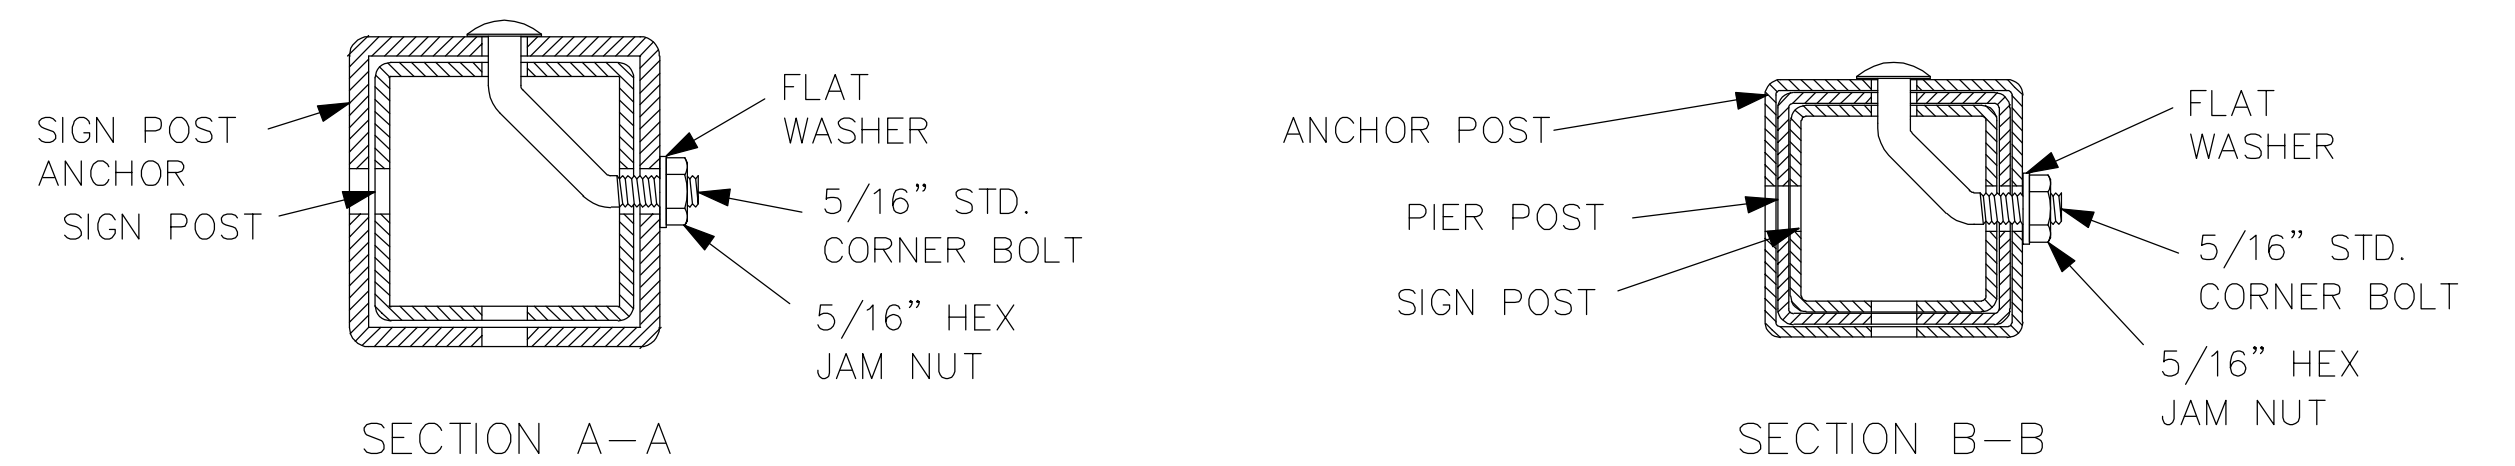 SIGN POST
ANCHOR
SIGN POST
FLAT
WASHER
5/16" STD.
CORNER BOLT
5/16" HEX
JAM NUT
SECTION A-A
ANCHOR POST
PIER POST
SIGN POST
FLAT
WASHER
5/16" STD.
CORNER BOLT
5/16" HEX
JAM NUT
SECTION B-B